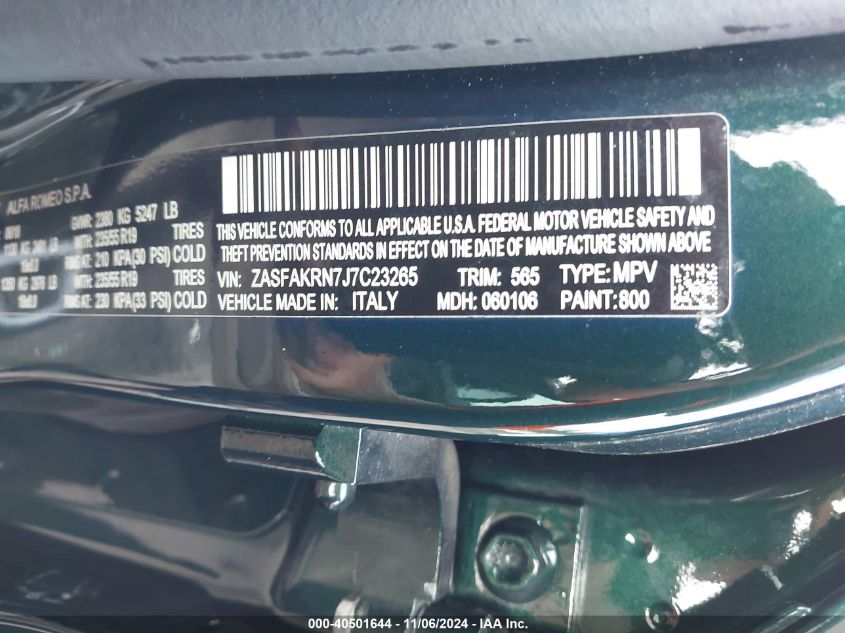 ALFA ROMEO S.P.A.
GVWR: 2380 KG 5247 LB
WITH: 235/55 R19 TIRES
RIMS AT: 210 KPA(30 PSI) COLD
WITH: 235/55 R19 TIRES
RIMS AT: 230 KPA(33 PSI) COLD
THIS VEHICLE CONFORMS TO ALL APPLICABLE U.S.A. FEDERAL MOTOR VEHICLE SAFETY AND
THEFT PREVENTION STANDARDS IN EFFECT ON THE DATE OF MANUFACTURE SHOWN ABOVE
VIN: ZASFAKRN7J7C23265 TRIM: 565 TYPE: MPV
VEHICLE MADE IN: ITALY MDH: 060106 PAINT: 800
000-40501644 - 11/06/2024 - IAA Inc.